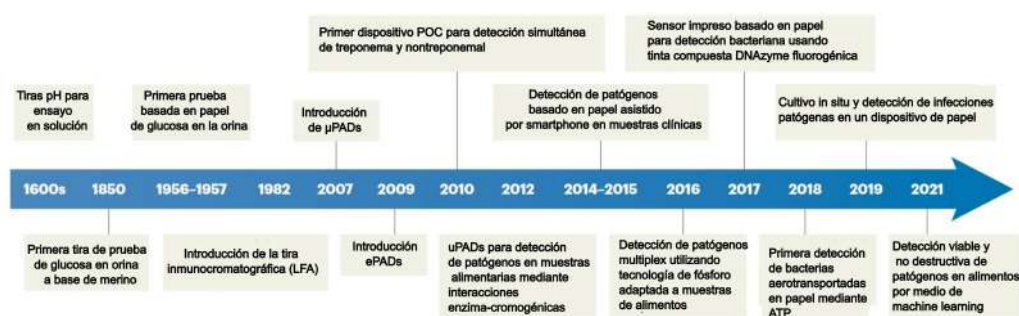 Primer dispositivo POC para detección simultánea
de treponema y nontreponemal
Sensor impreso basado en papel
para detección bacteriana usando
tinta compuesta DNAzyme fluorogénica
Tiras pH para
ensayo
en solución
Primera prueba
basada en papel
de glucosa en la orina
Introducción
de µPADs
Detección de patógenos
basado en papel asistido
por smartphone en muestras clínicas
Cultivo in situ y detección de infecciones
patógenas en un dispositivo de papel
1600s 1850 1956–1957 1982 2007 2009 2010 2012 2014–2015 2016 2017 2018 2019 2021
Primera tira de prueba
de glucosa en orina
a base de merino
Introducción de la tira
inmunocromatográfica (LFA)
Introducción
ePADs
uPADs para detección
de patógenos en muestras
alimentarias mediante
interacciones
enzima-cromogénicas
Detección de patógenos
multiplex utilizando
tecnología de fósforo
adaptada a muestras
de alimentos
Primera detección
de bacterias
aerotransportadas
en papel mediante
ATP
Detección viable y
no destructiva de
patógenos en alimentos
por medio de
machine learning